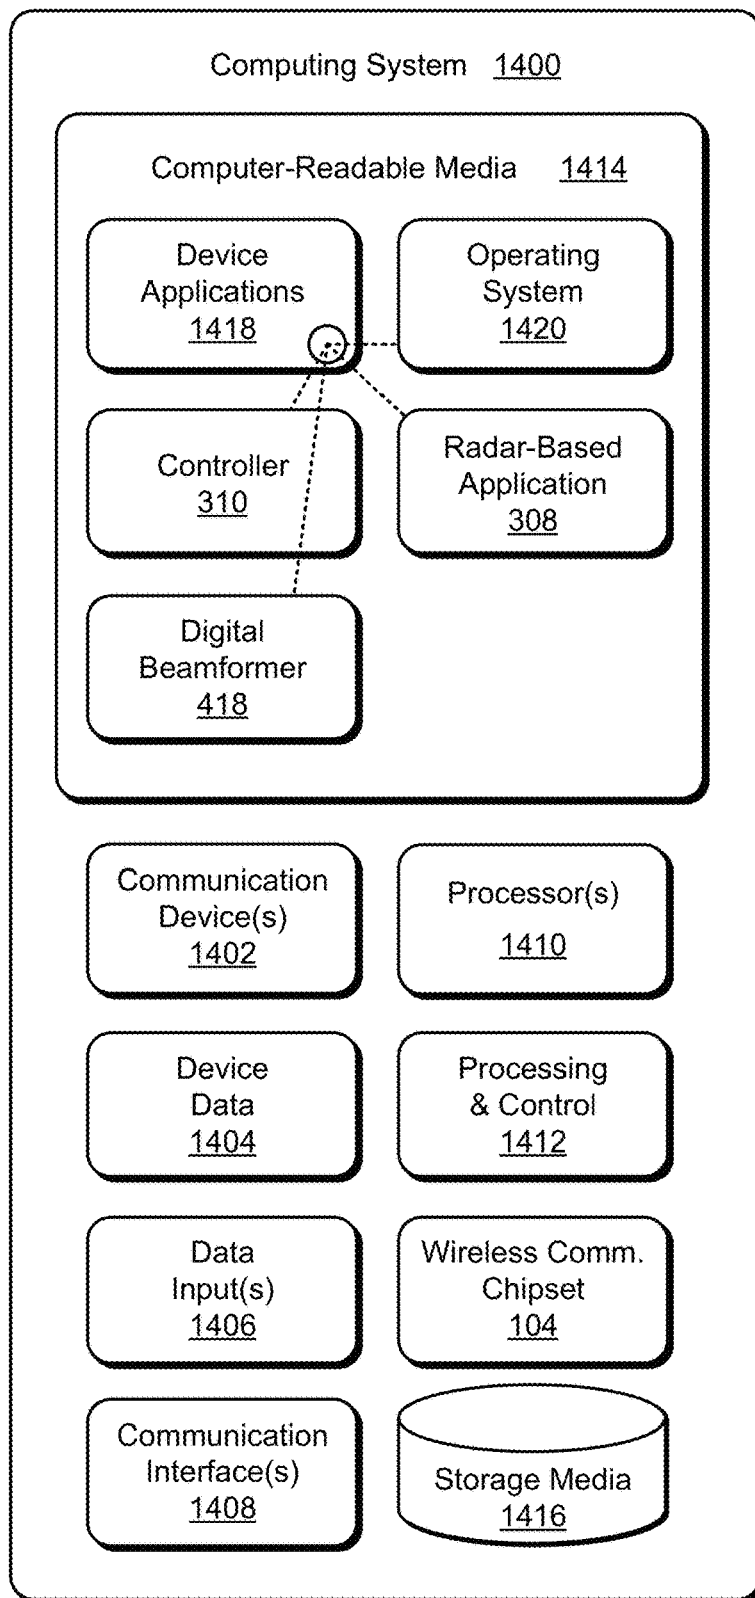 Computing System 1400
Computer-Readable Media 1414
Device
Applications
1418
Operating
System
1420
Controller
310
Radar-Based
Application
308
Digital
Beamformer
418
Communication
Device(s)
1402
Processor(s)
1410
Device
Data
1404
Processing
& Control
1412
Data
Input(s)
1406
Wireless Comm.
Chipset
104
Communication
Interface(s)
1408
Storage Media
1416